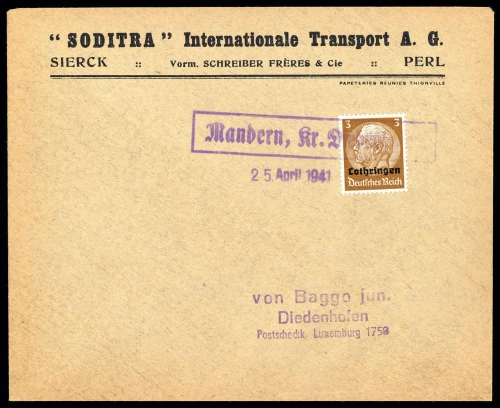 “ SODITRA ” Internationale Transport A. G.
SIERCK :: Vorm. SCHREIBER FRÈRES & Cie :: PERL
PAPETERIES REUNIES THIONVILLE
Mandern, Kr.
25. April 1941
3 3
Lothringen
Deutsches Reich
von Baggo jun.
Diedenhofen
Postscheck. Luxemburg 1758